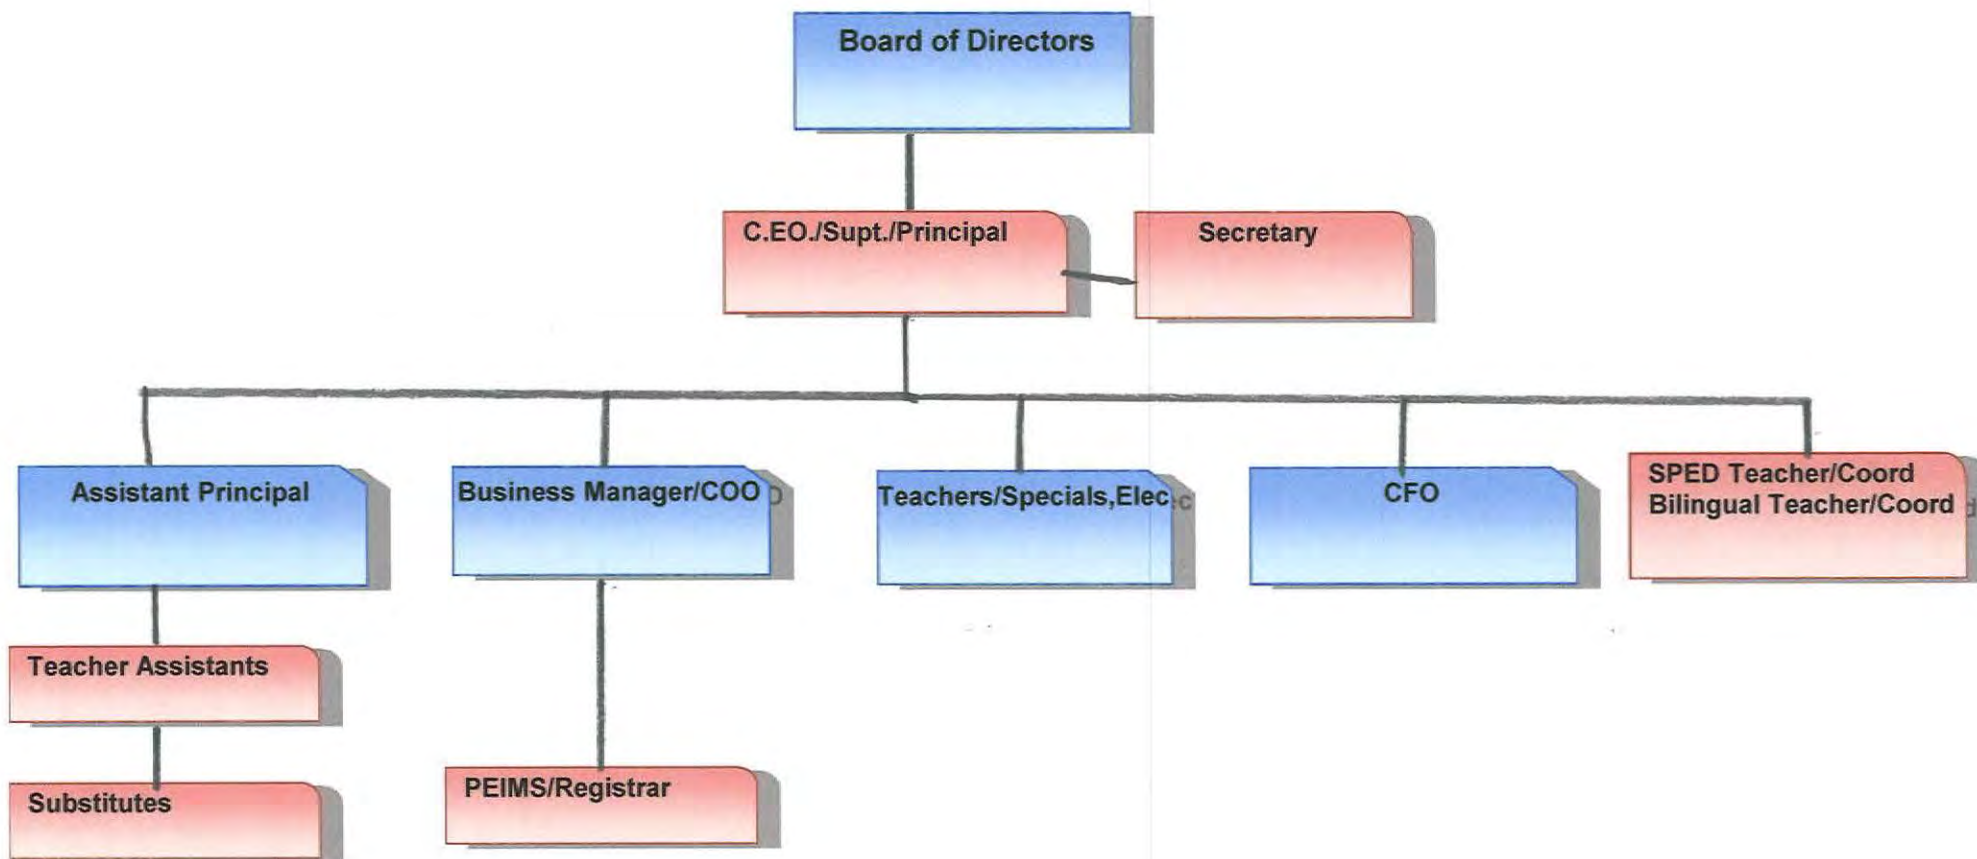 Board of Directors
C.EO./Supt./Principal
Secretary
Assistant Principal
Business Manager/COO
Teachers/Specials,Elec
CFO
SPED Teacher/Coord
Bilingual Teacher/Coord
Teacher Assistants
PEIMS/Registrar
Substitutes